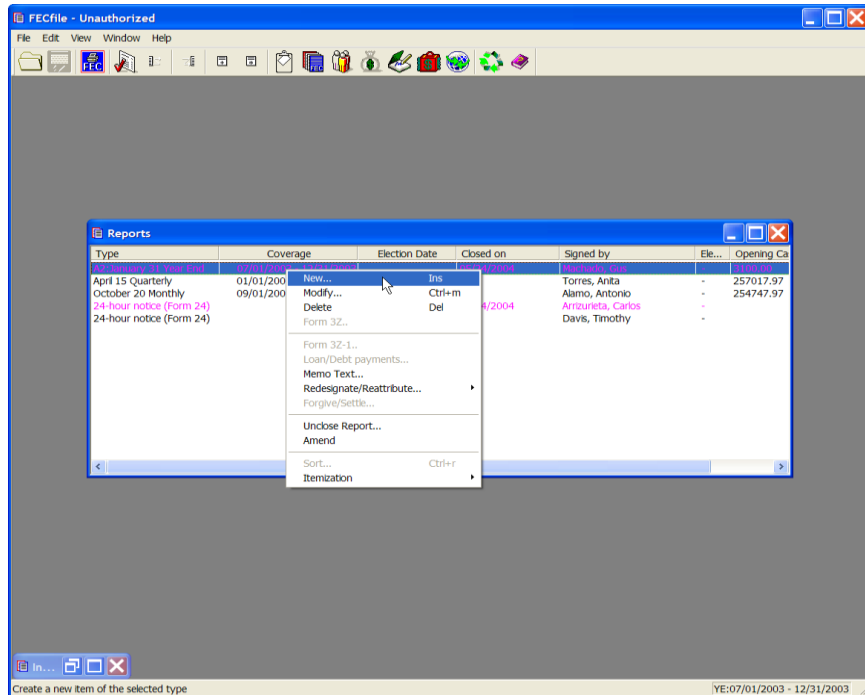 FECfile - Unauthorized
File Edit View Window Help
FEC FEC
Reports
Type Coverage Election Date Closed on Signed by Ele... Opening Ca
April 15 Quarterly 01/01/200 Torres, Anita - 257017.97
October 20 Monthly 09/01/200 Alamo, Antonio - 254747.97
24-hour notice (Form 24) 4/2004 Arrizurieta, Carlos -
24-hour notice (Form 24) Davis, Timothy -
New... Ins
Modify... Ctrl+m
Delete Del
Form 3Z..
Form 3Z-1..
Loan/Debt payments...
Memo Text...
Redesignate/Reattribute...
Forgive/Settle...
Unclose Report...
Amend
Sort... Ctrl+r
Itemization
In...
Create a new item of the selected type YE:07/01/2003 - 12/31/2003